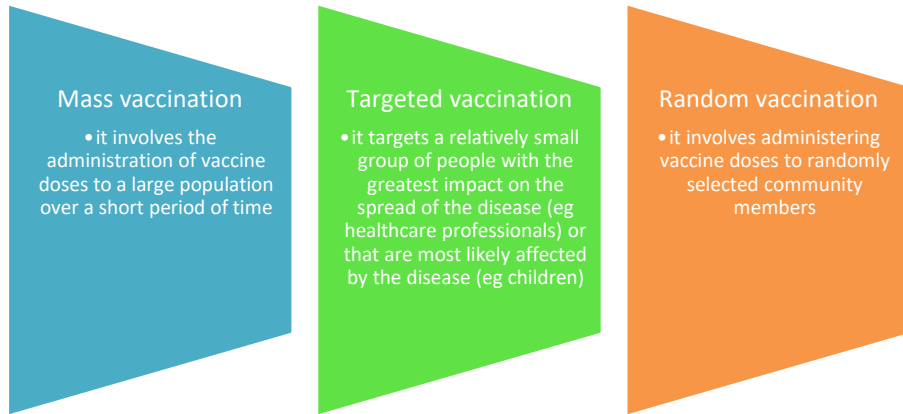 Mass vaccination
•it involves the
administration of vaccine
doses to a large population
over a short period of time
Targeted vaccination
•it targets a relatively small
group of people with the
greatest impact on the
spread of the disease (eg
healthcare professionals) or
that are most likely affected
by the disease (eg children)
Random vaccination
•it involves administering
vaccine doses to randomly
selected community
members